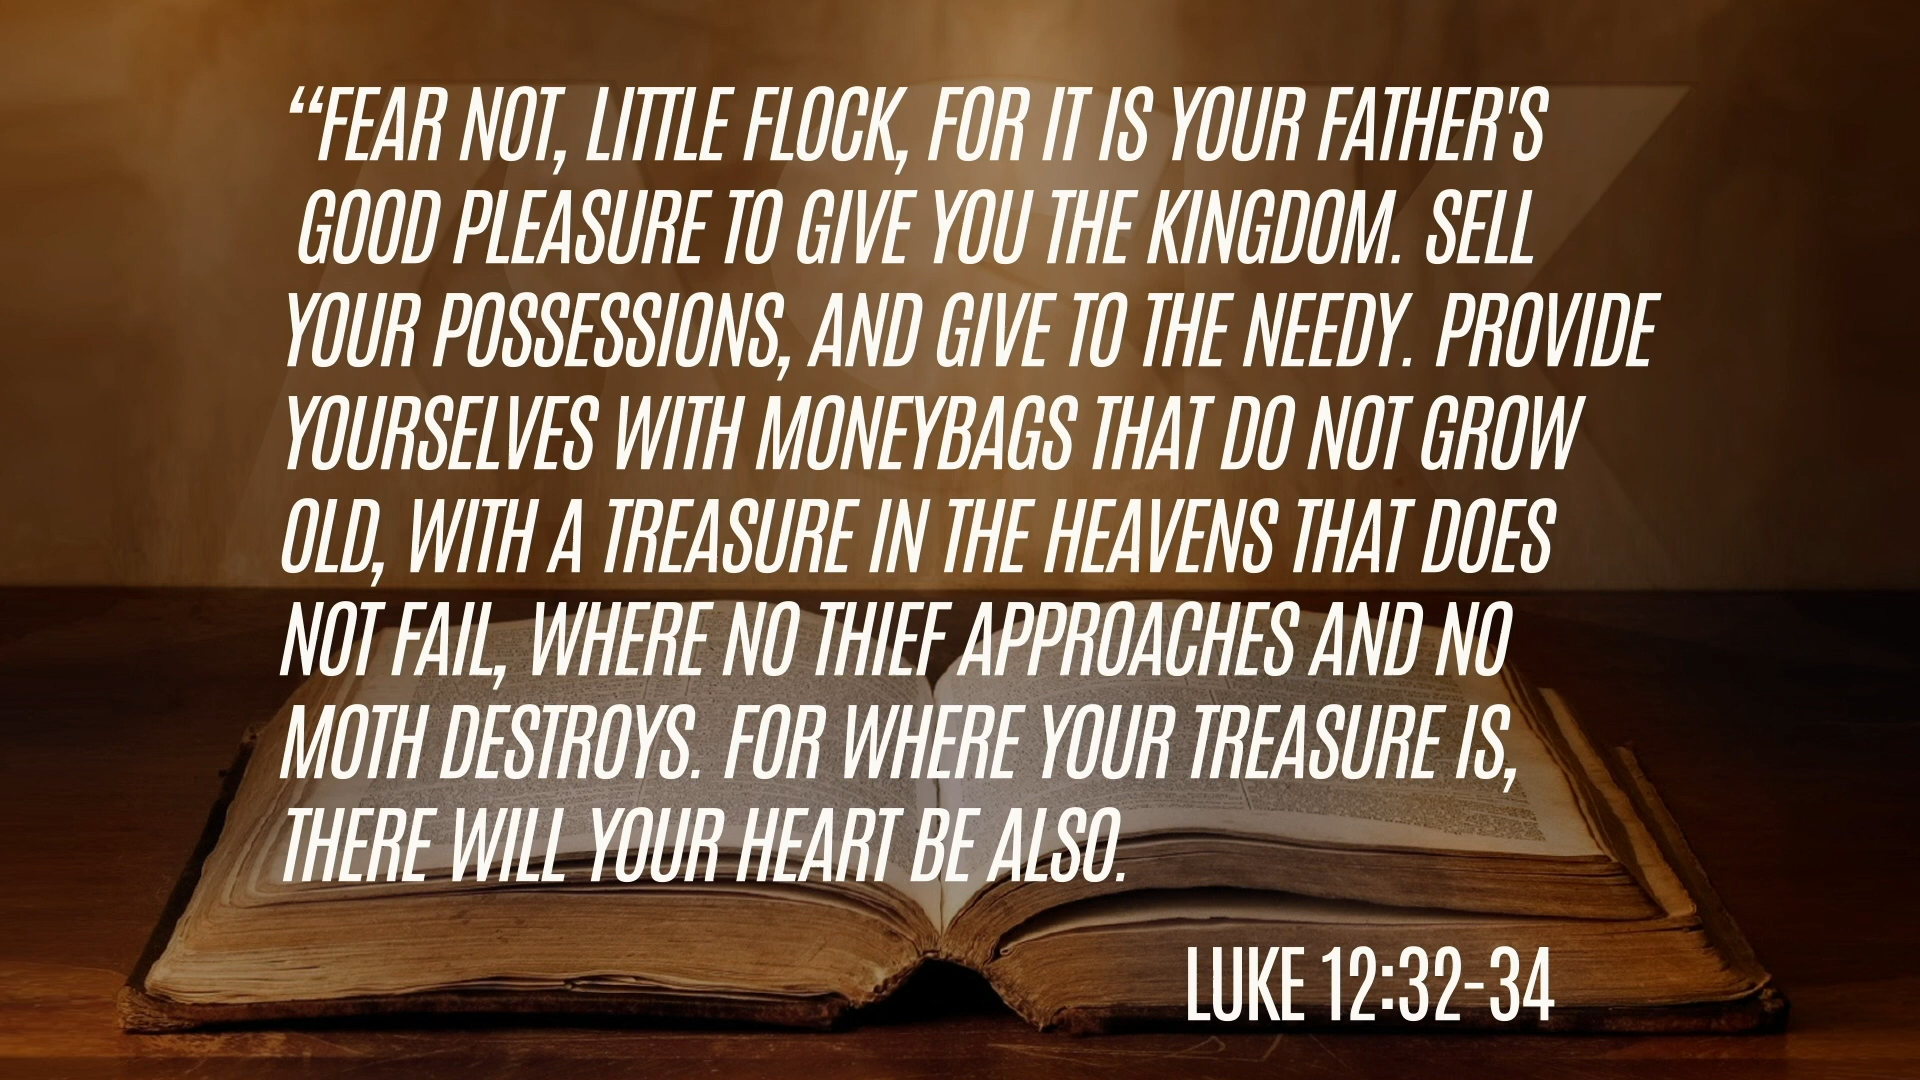 “FEAR NOT, LITTLE FLOCK, FOR IT IS YOUR FATHER'S
GOOD PLEASURE TO GIVE YOU THE KINGDOM. SELL
YOUR POSSESSIONS, AND GIVE TO THE NEEDY. PROVIDE
YOURSELVES WITH MONEYBAGS THAT DO NOT GROW
OLD, WITH A TREASURE IN THE HEAVENS THAT DOES
NOT FAIL, WHERE NO THIEF APPROACHES AND NO
MOTH DESTROYS. FOR WHERE YOUR TREASURE IS,
THERE WILL YOUR HEART BE ALSO.
LUKE 12:32-34